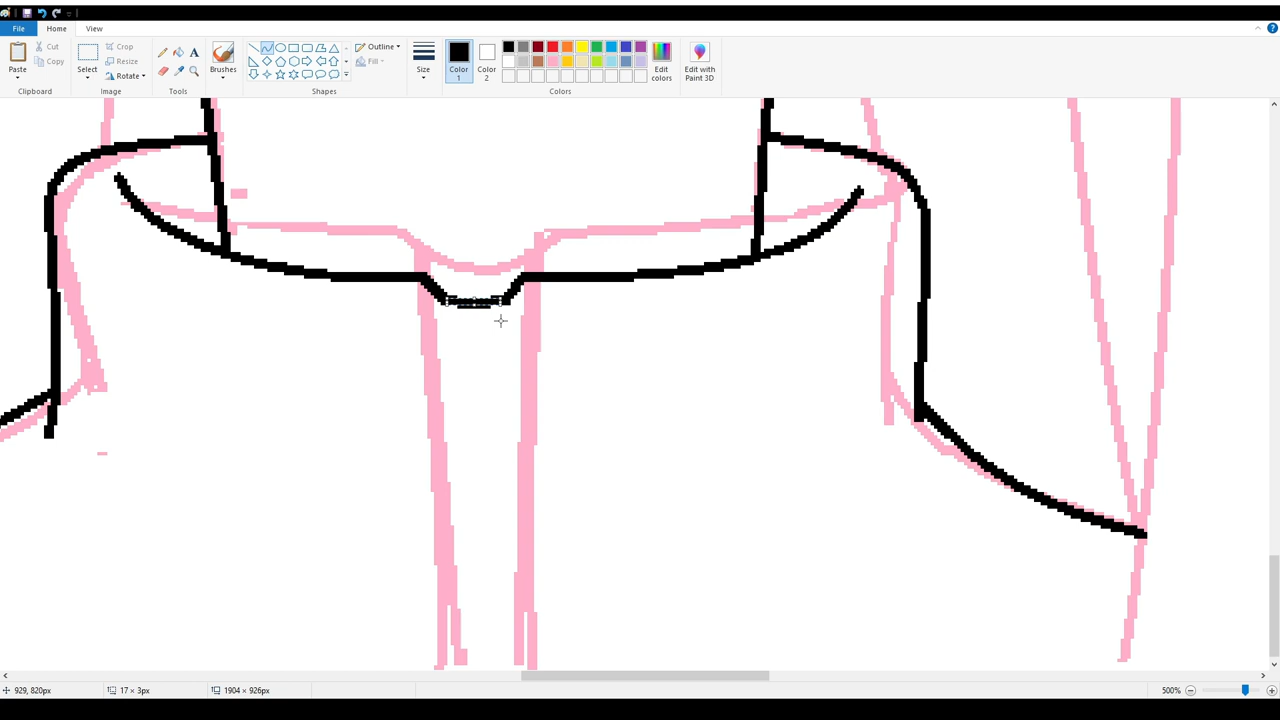 File Home View
Paste
Cut
Copy
Clipboard
Select
Crop
Resize
Rotate
Image
A
Tools
Brushes
Outline
Fill
Shapes
Size
Color 1
Color 2
Edit colors
Colors
Edit with Paint 3D
929, 820px
17 × 3px
1904 × 926px
500%